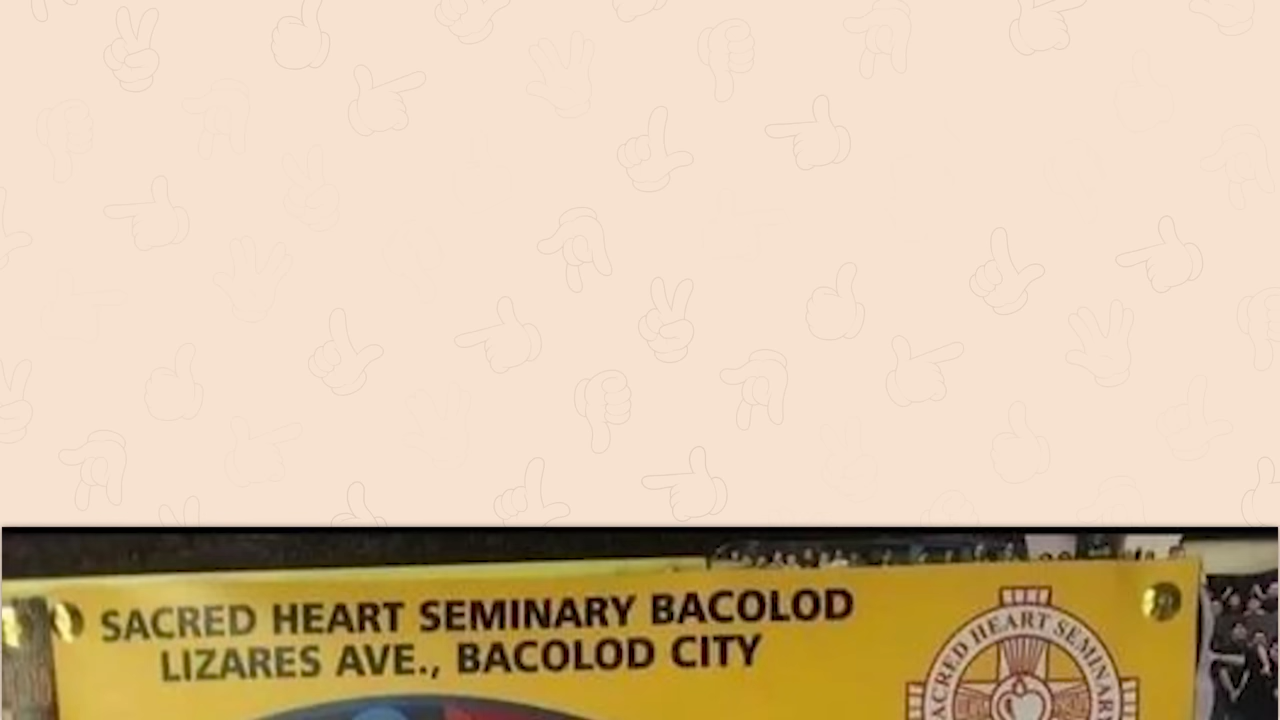 SACRED HEART SEMINARY BACOLOD
LIZARES AVE., BACOLOD CITY
SACRED HEART SEMINARY